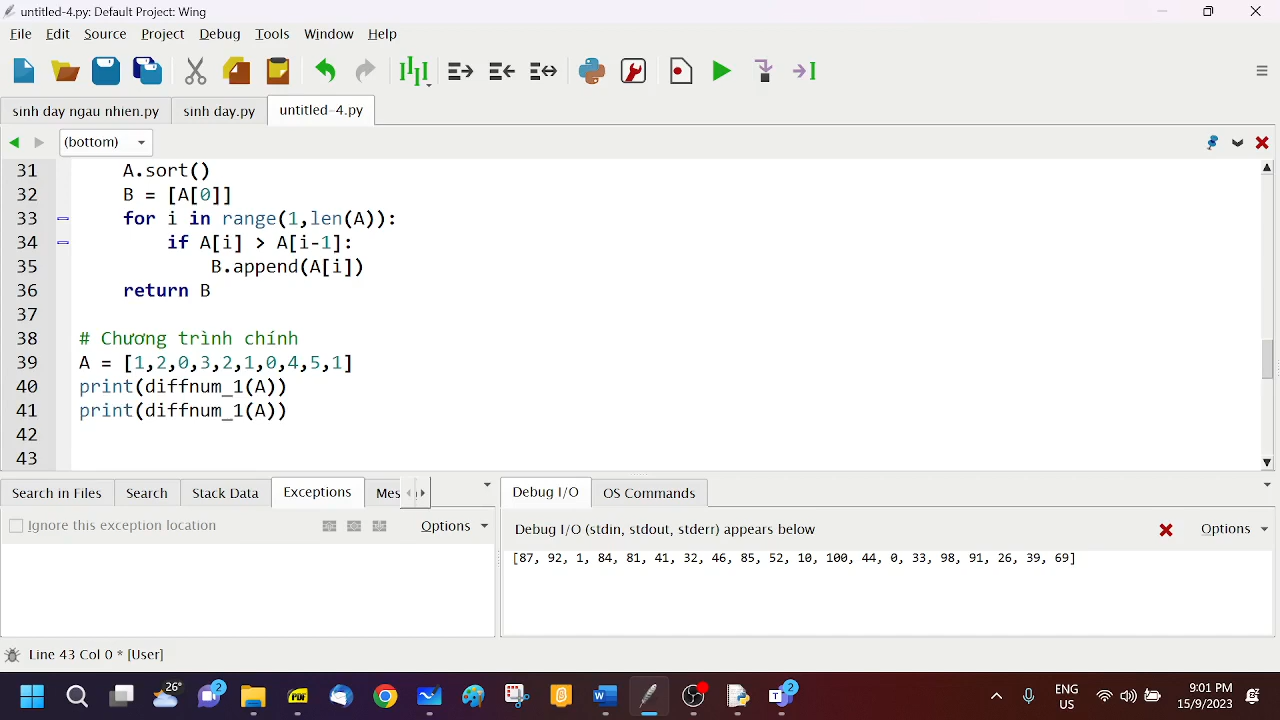 untitled-4.py: Default Project: Wing
File Edit Source Project Debug Tools Window Help
sinh day ngau nhien.py sinh day.py untitled-4.py
(bottom)
31 A.sort()
32 B = [A[0]]
33 for i in range(1,len(A)):
34 if A[i] > A[i-1]:
35 B.append(A[i])
36 return B
37
38 # Chương trình chính
39 A = [1,2,0,3,2,1,0,4,5,1]
40 print(diffnum_1(A))
41 print(diffnum_1(A))
42
43
Search in Files Search Stack Data Exceptions Mes Debug I/O OS Commands
Ignore this exception location Options Debug I/O (stdin, stdout, stderr) appears below Options
[87, 92, 1, 84, 81, 41, 32, 46, 85, 52, 10, 100, 44, 0, 33, 98, 91, 26, 39, 69]
Line 43 Col 0 * [User]
26° 2 PDF 2 ENG 9:01 PM
US 15/9/2023